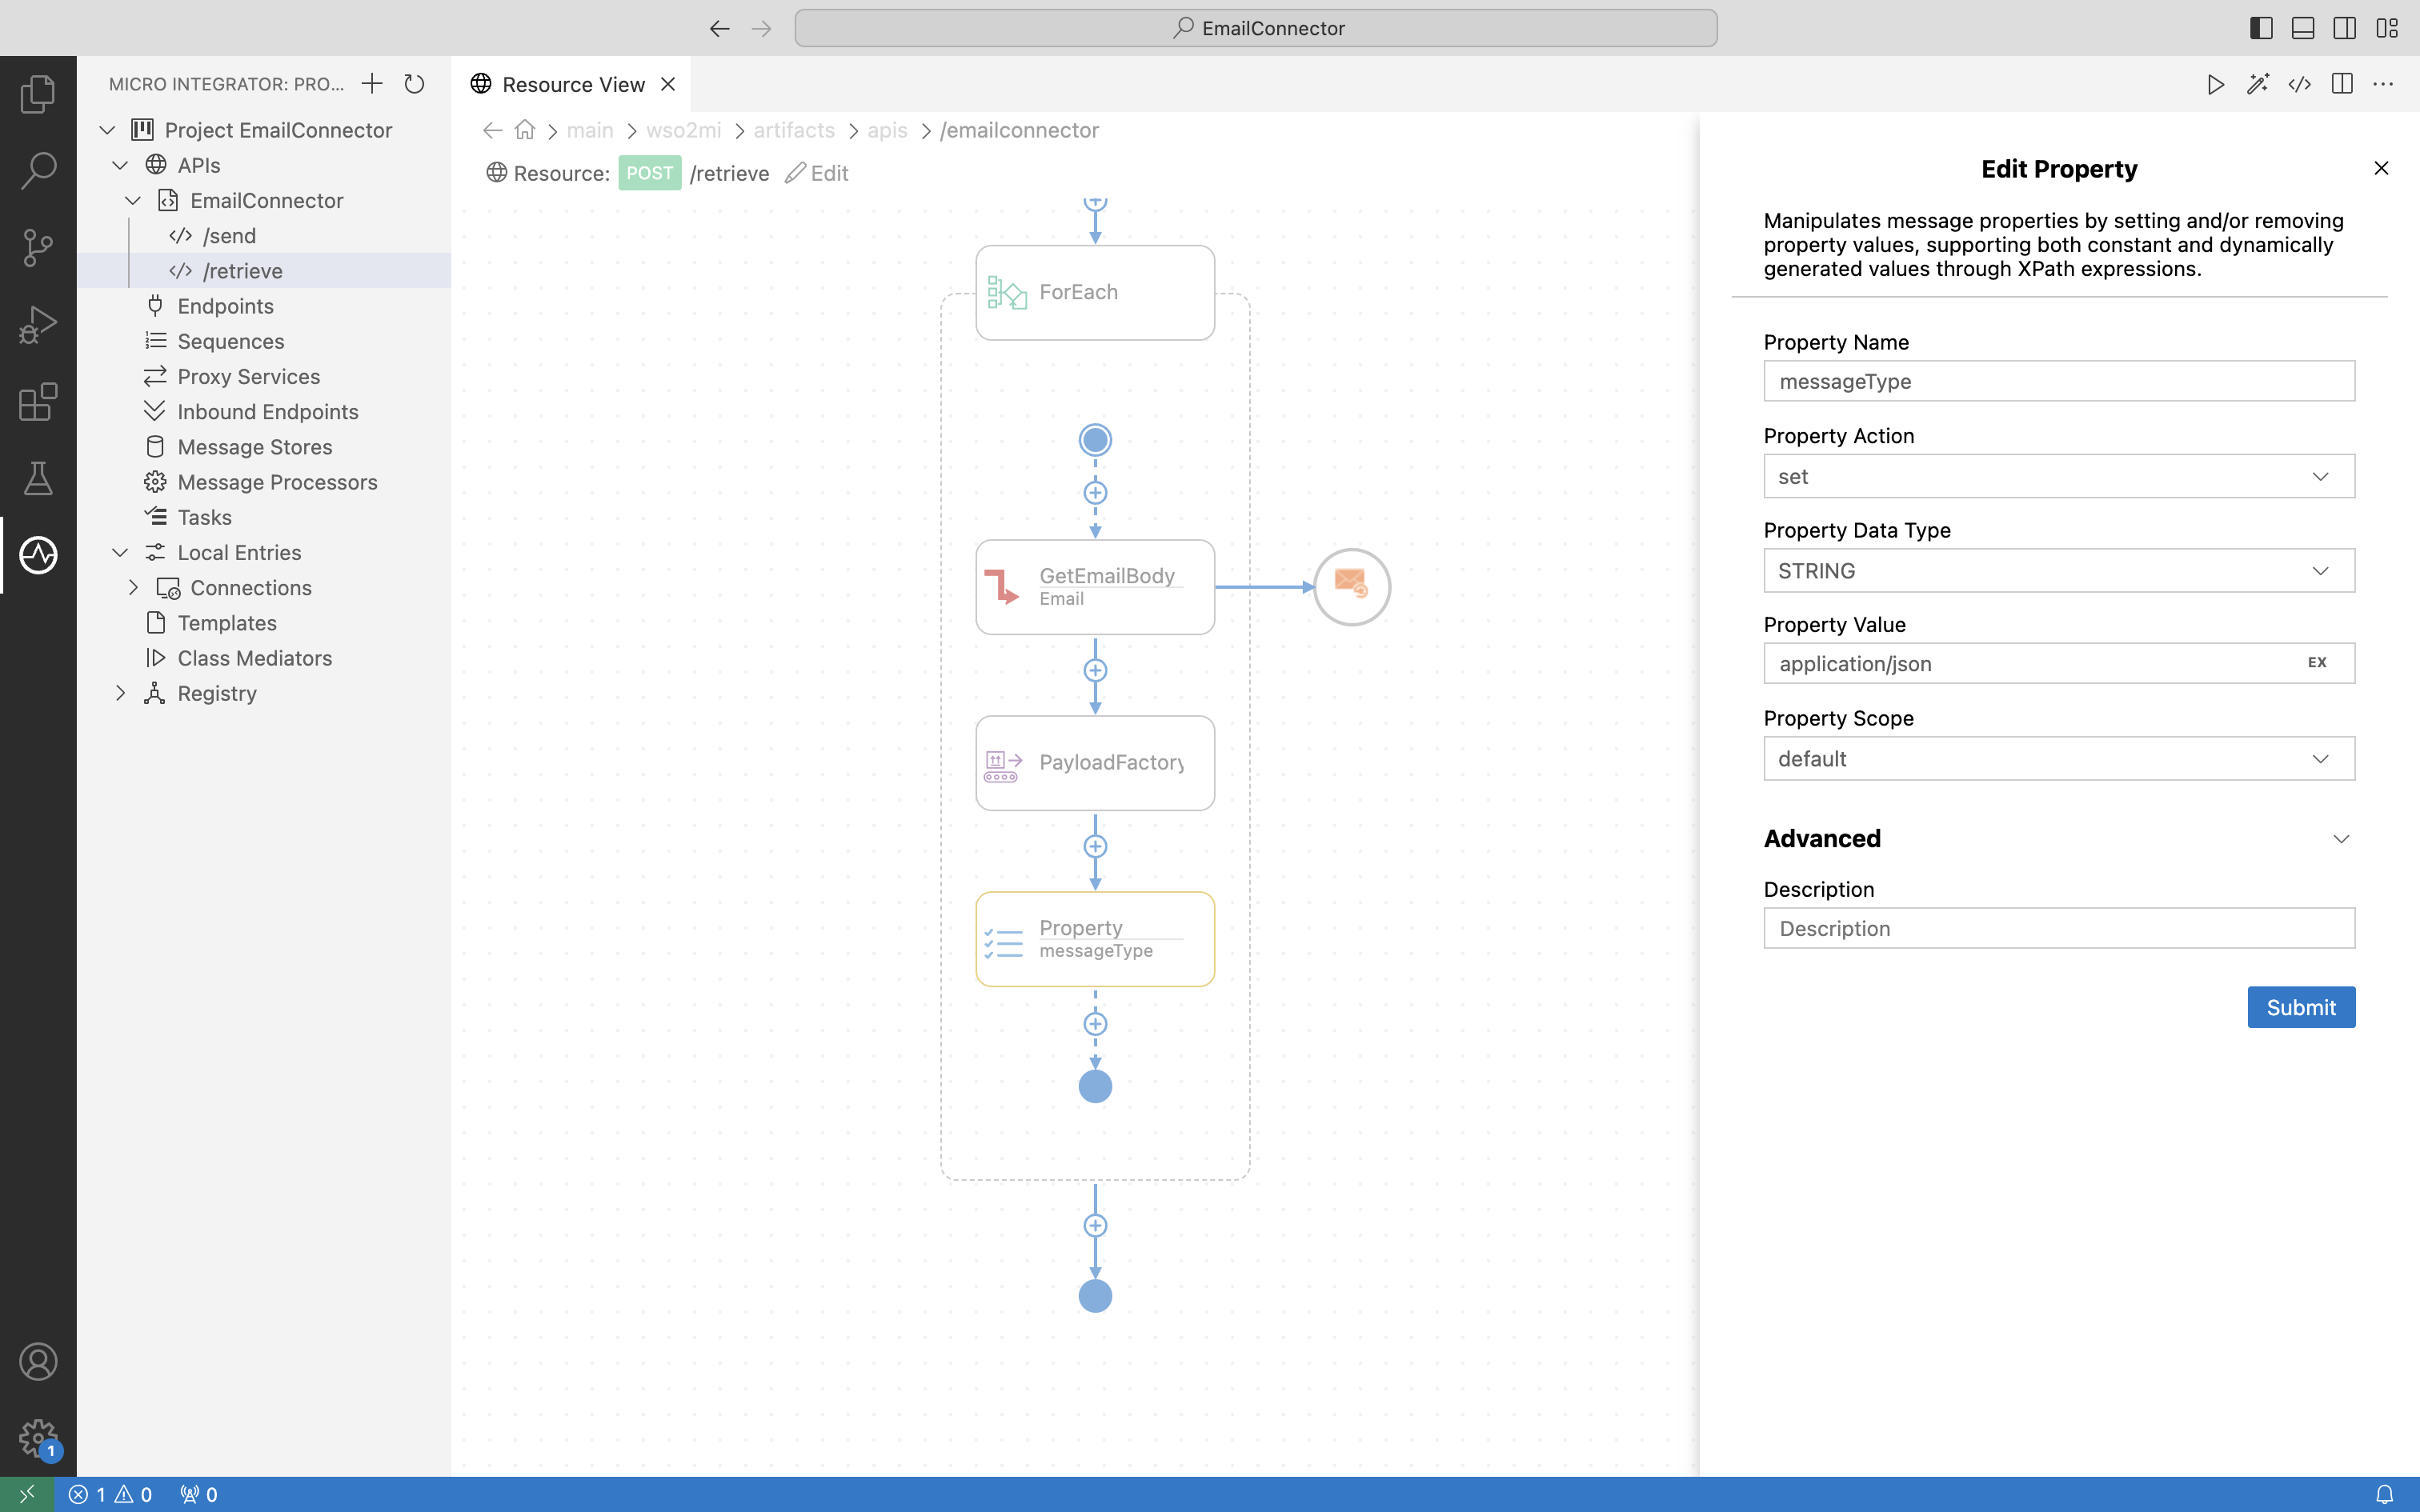 EmailConnector
MICRO INTEGRATOR: PRO...
Project EmailConnector
APIs
EmailConnector
/send
/retrieve
Endpoints
Sequences
Proxy Services
Inbound Endpoints
Message Stores
Message Processors
Tasks
Local Entries
Connections
Templates
Class Mediators
Registry
Resource View
main > wso2mi > artifacts > apis > /emailconnector
Resource: POST /retrieve Edit
ForEach
GetEmailBody
Email
PayloadFactory
Property
messageType
Edit Property
Manipulates message properties by setting and/or removing
property values, supporting both constant and dynamically
generated values through XPath expressions.
Property Name
messageType
Property Action
set
Property Data Type
STRING
Property Value
application/json EX
Property Scope
default
Advanced
Description
Description
Submit
1
1 0 0